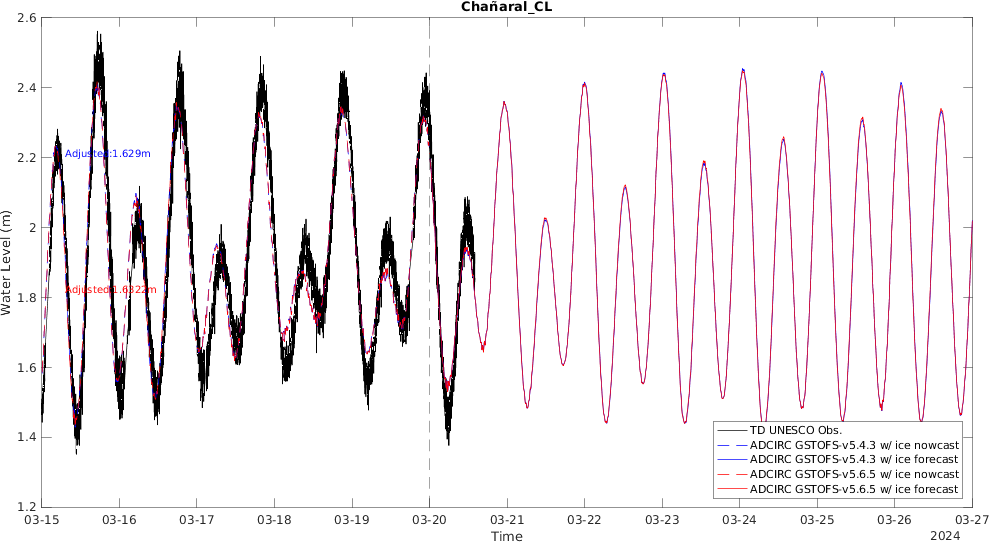 Chañaral_CL
2.6
2.4
2.2
2
1.8
1.6
1.4
1.2
Water Level (m)
Adjusted:1.629m
Adjusted:1.6322m
TD UNESCO Obs.
ADCIRC GSTOFS-v5.4.3 w/ ice nowcast
ADCIRC GSTOFS-v5.4.3 w/ ice forecast
ADCIRC GSTOFS-v5.6.5 w/ ice nowcast
ADCIRC GSTOFS-v5.6.5 w/ ice forecast
03-15 03-16 03-17 03-18 03-19 03-20 03-21 03-22 03-23 03-24 03-25 03-26 03-27
Time
2024